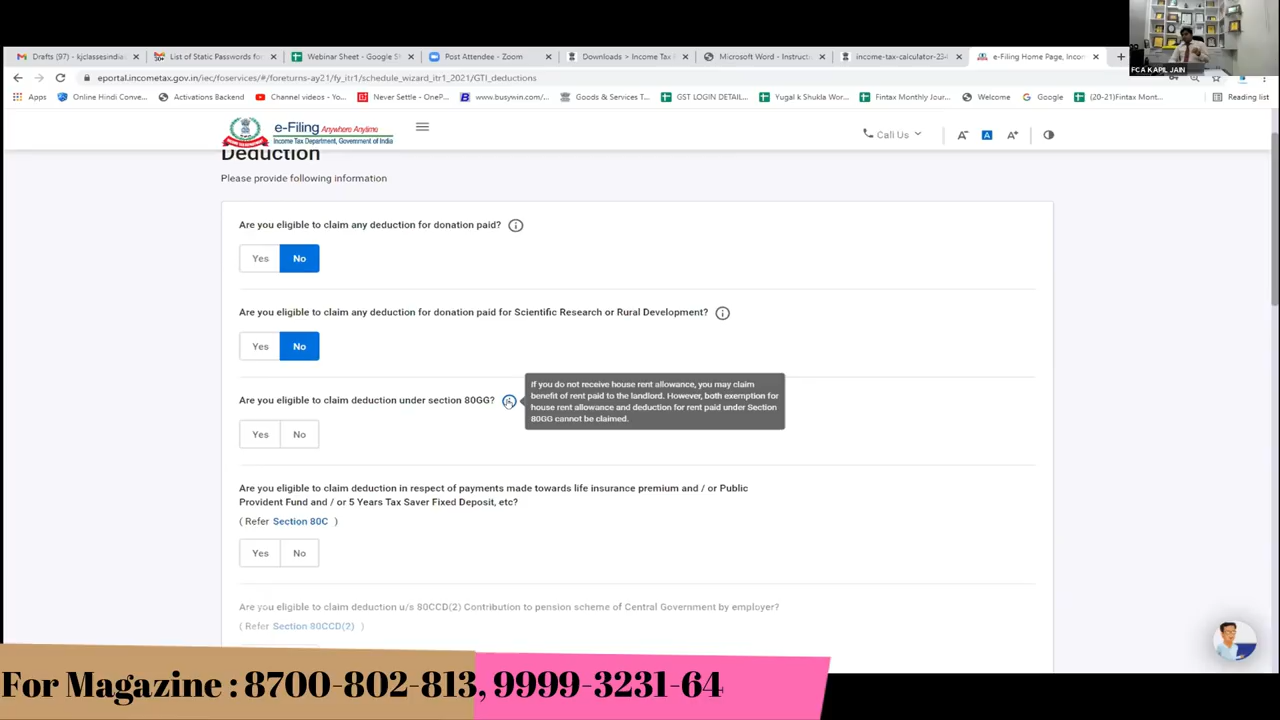 FCA KAPIL JAIN
Drafts (97) - kjclassesindia
List of Static Passwords for
Webinar Sheet - Google Sh
Post Attendee - Zoom
Downloads > Income Tax
Microsoft Word - Instruct
income-tax-calculator-234
e-Filing Home Page, Incom
eportal.incometax.gov.in/iec/foservices/#/foreturns-ay21/fy_itr1/schedule_wizard_itr1_2021/GTI_deductions
Apps
Online Hindi Conve...
Activations Backend
Channel videos - Yo...
Never Settle - OneP...
www.busywin.com/...
Goods & Services T...
GST LOGIN DETAIL...
Yugal k Shukla Wor...
Fintax Monthly Jour...
Welcome
Google
(20-21)Fintax Mont...
Reading list
e-Filing Anywhere Anytime
Income Tax Department, Government of India
Call Us
A-
A
A+
Deduction
Please provide following information
Are you eligible to claim any deduction for donation paid?
Yes No
Are you eligible to claim any deduction for donation paid for Scientific Research or Rural Development?
Yes No
If you do not receive house rent allowance, you may claim
benefit of rent paid to the landlord. However, both exemption for
house rent allowance and deduction for rent paid under Section
80GG cannot be claimed.
Are you eligible to claim deduction under section 80GG?
Yes No
Are you eligible to claim deduction in respect of payments made towards life insurance premium and / or Public
Provident Fund and / or 5 Years Tax Saver Fixed Deposit, etc?
( Refer Section 80C )
Yes No
Are you eligible to claim deduction u/s 80CCD(2) Contribution to pension scheme of Central Government by employer?
( Refer Section 80CCD(2) )
For Magazine : 8700-802-813, 9999-3231-64